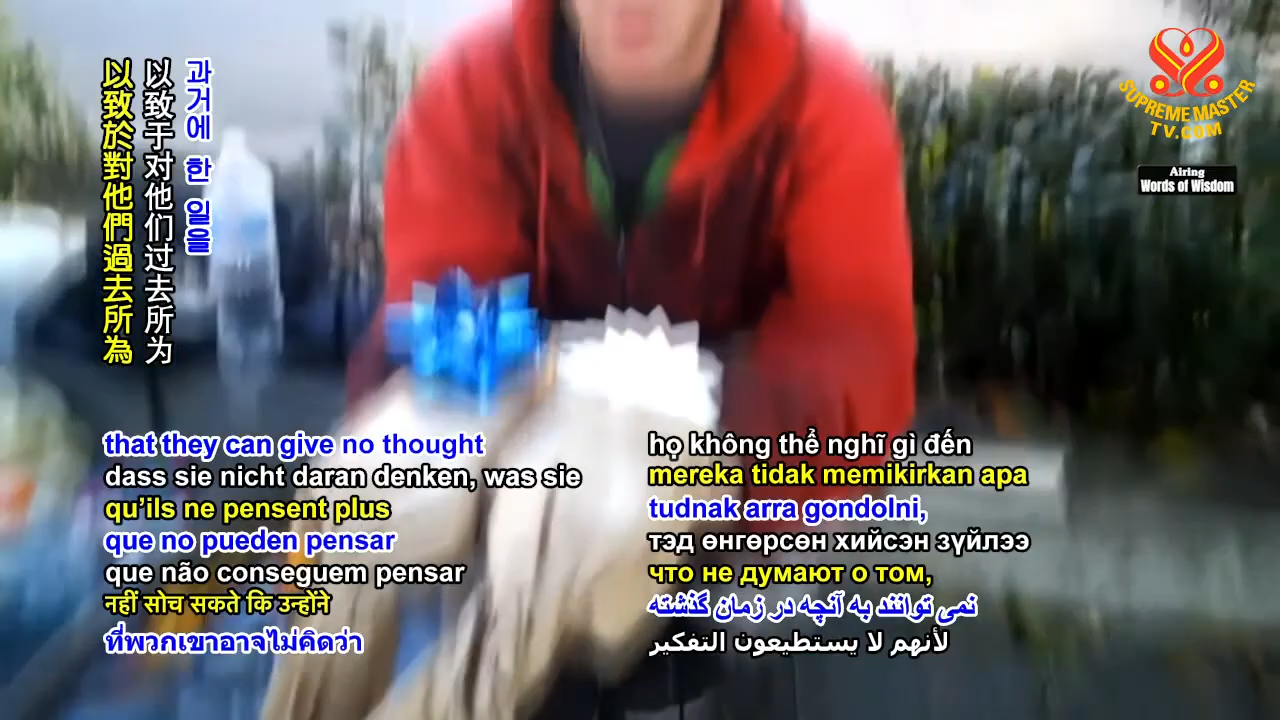 以致於對他們過去所為
以致于对他们过去所为
과거에 한 일을
SUPREME MASTER
TV.COM
Airing
Words of Wisdom
that they can give no thought
dass sie nicht daran denken, was sie
qu’ils ne pensent plus
que no pueden pensar
que não conseguem pensar
नहीं सोच सकते कि उन्होंने
ที่พวกเขาอาจไม่คิดว่า
họ không thể nghĩ gì đến
mereka tidak memikirkan apa
tudnak arra gondolni,
тэд өнгөрсөн хийсэн зүйлээ
что не думают о том,
نمی توانند به آنچه در زمان گذشته
لأنهم لا يستطيعون التفكير